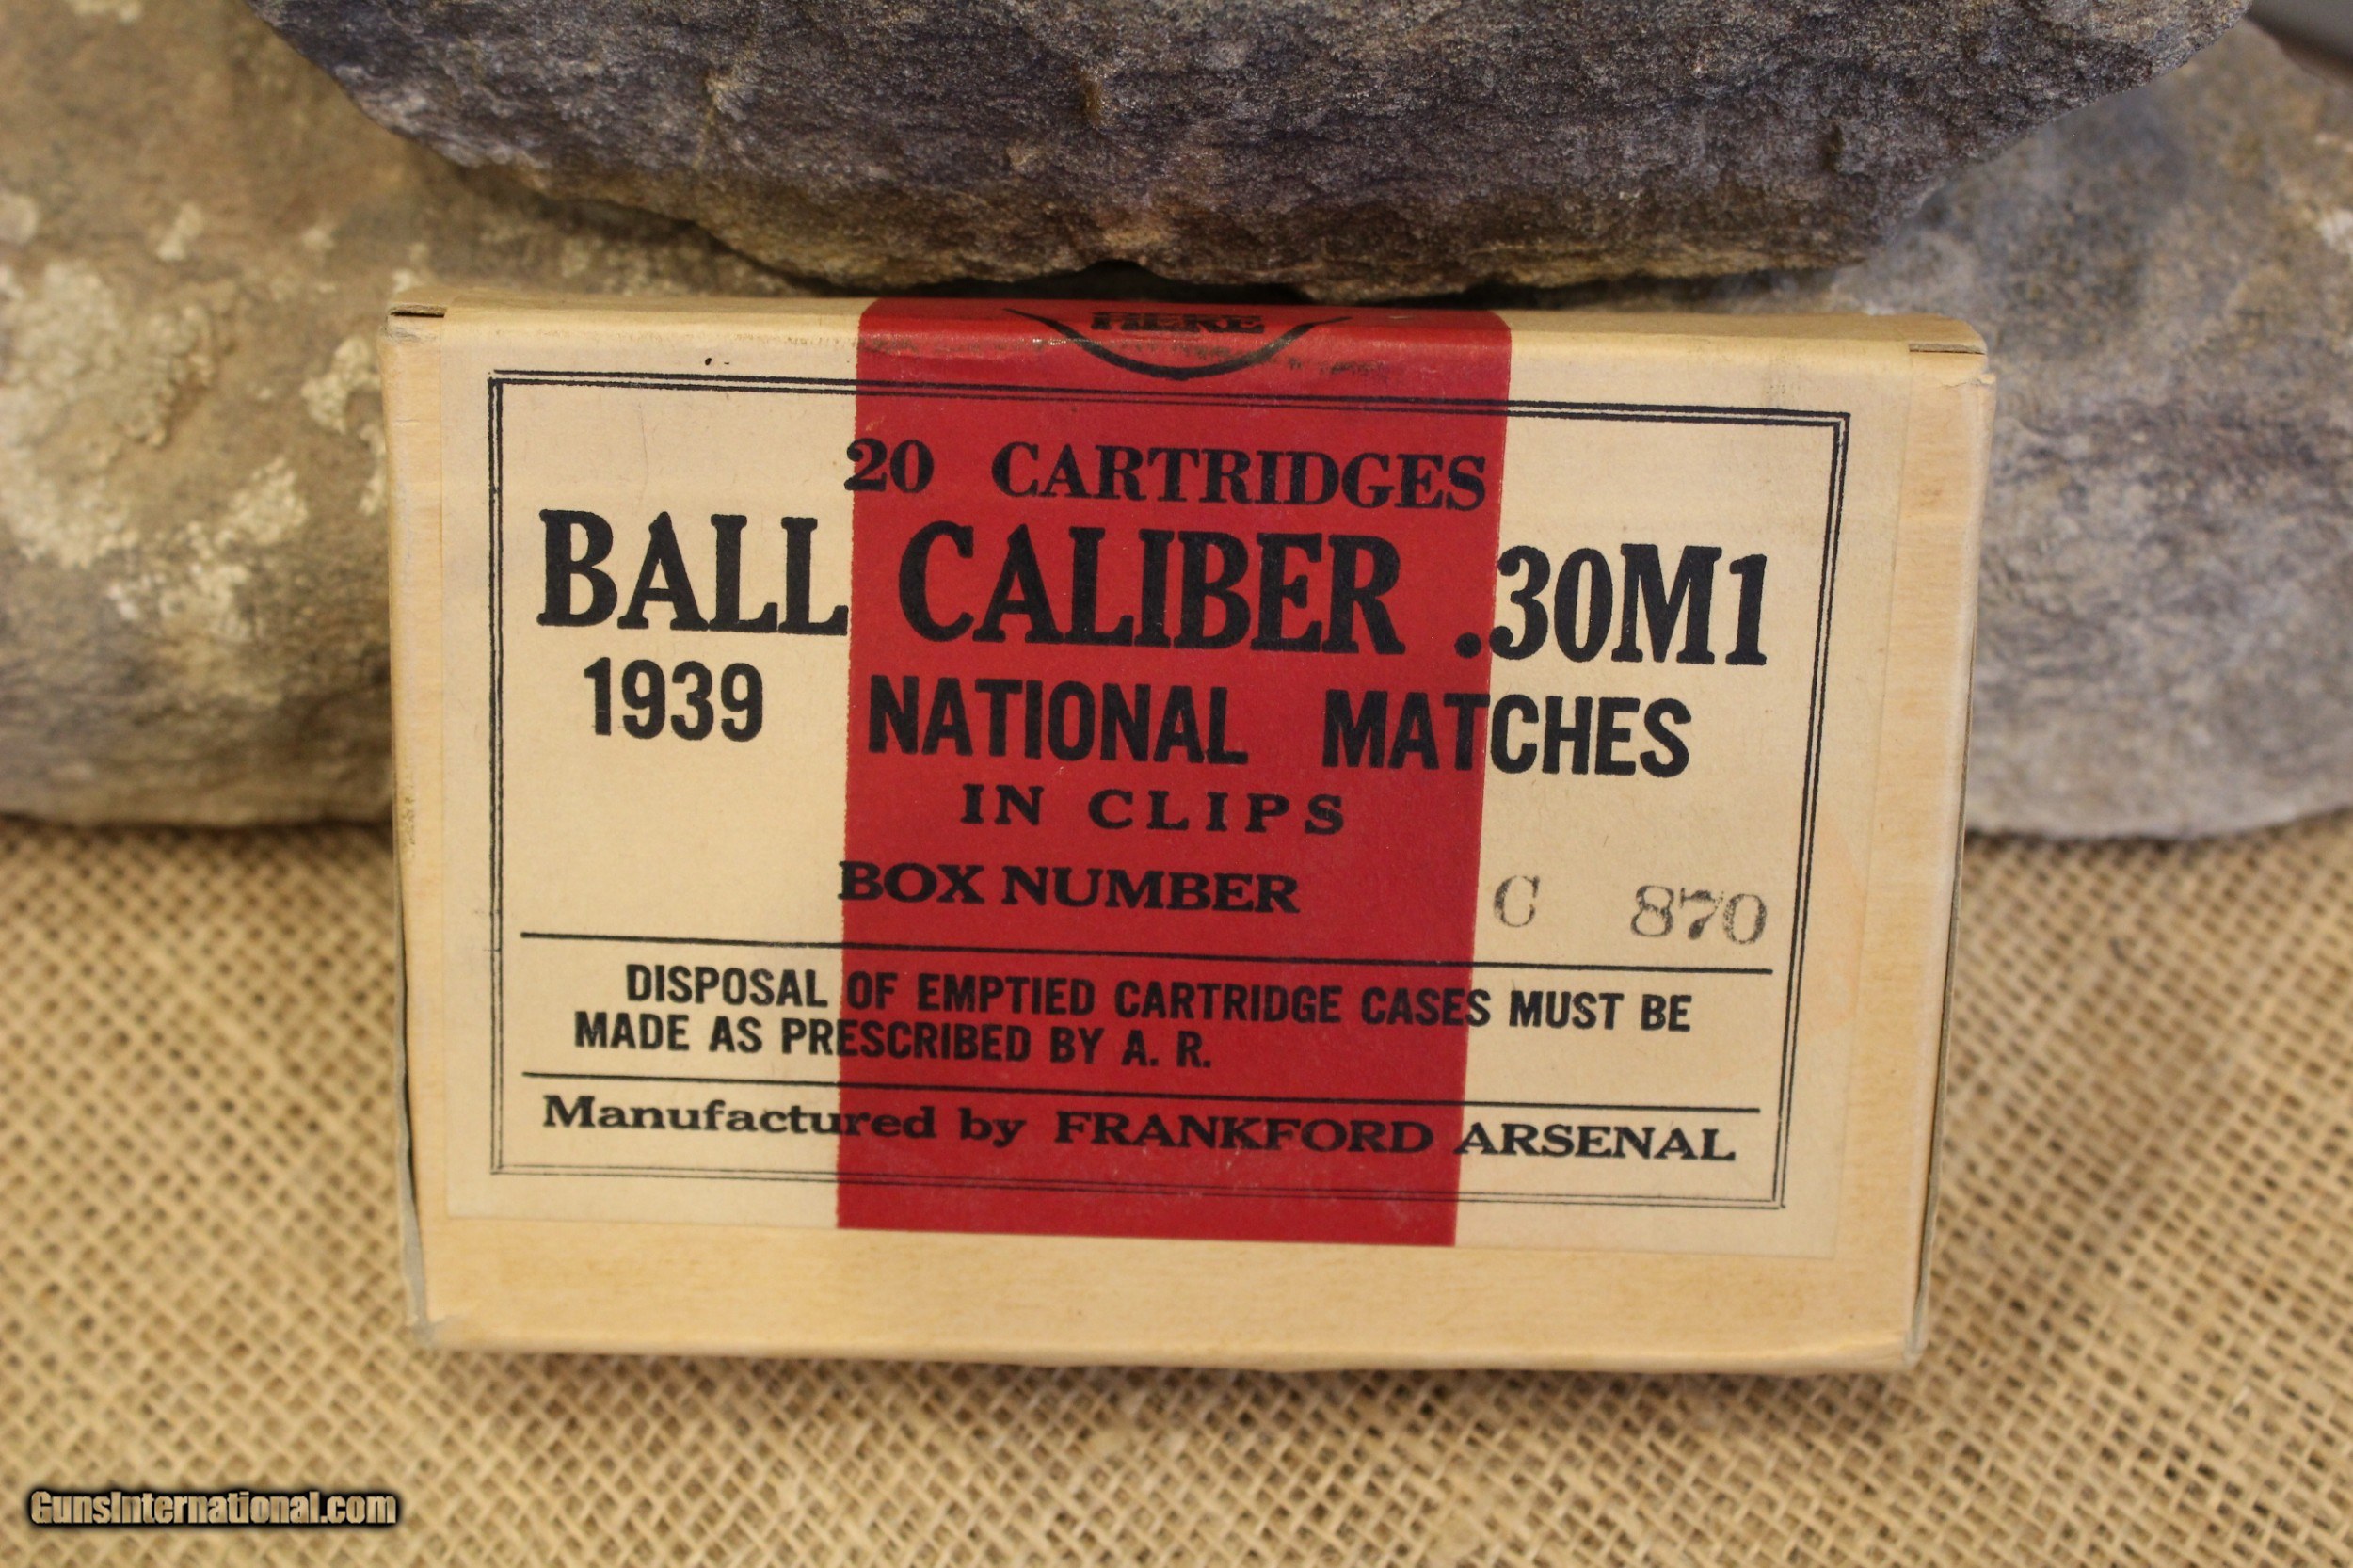 HERE
20 CARTRIDGES
BALL CALIBER .30M1
1939 NATIONAL MATCHES
IN CLIPS
BOX NUMBER C 870
DISPOSAL OF EMPTIED CARTRIDGE CASES MUST BE
MADE AS PRESCRIBED BY A. R.
Manufactured by FRANKFORD ARSENAL
GunsInternational.com